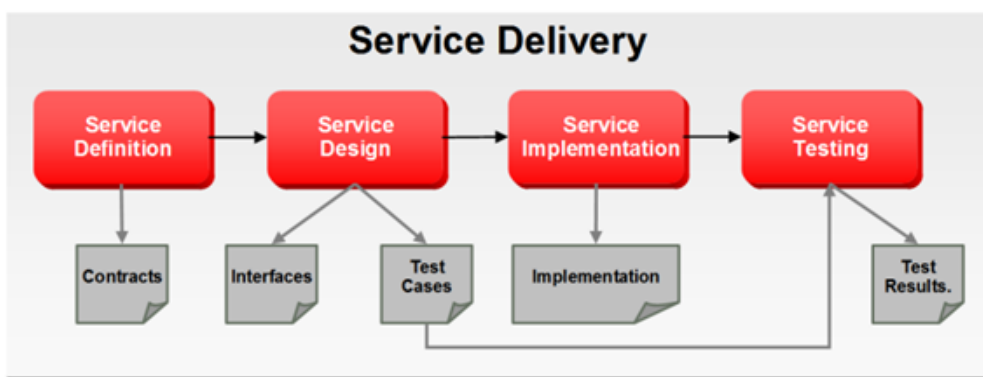 Service Delivery
Service
Definition
Service
Design
Service
Implementation
Service
Testing
Contracts
Interfaces
Test
Cases
Implementation
Test
Results.